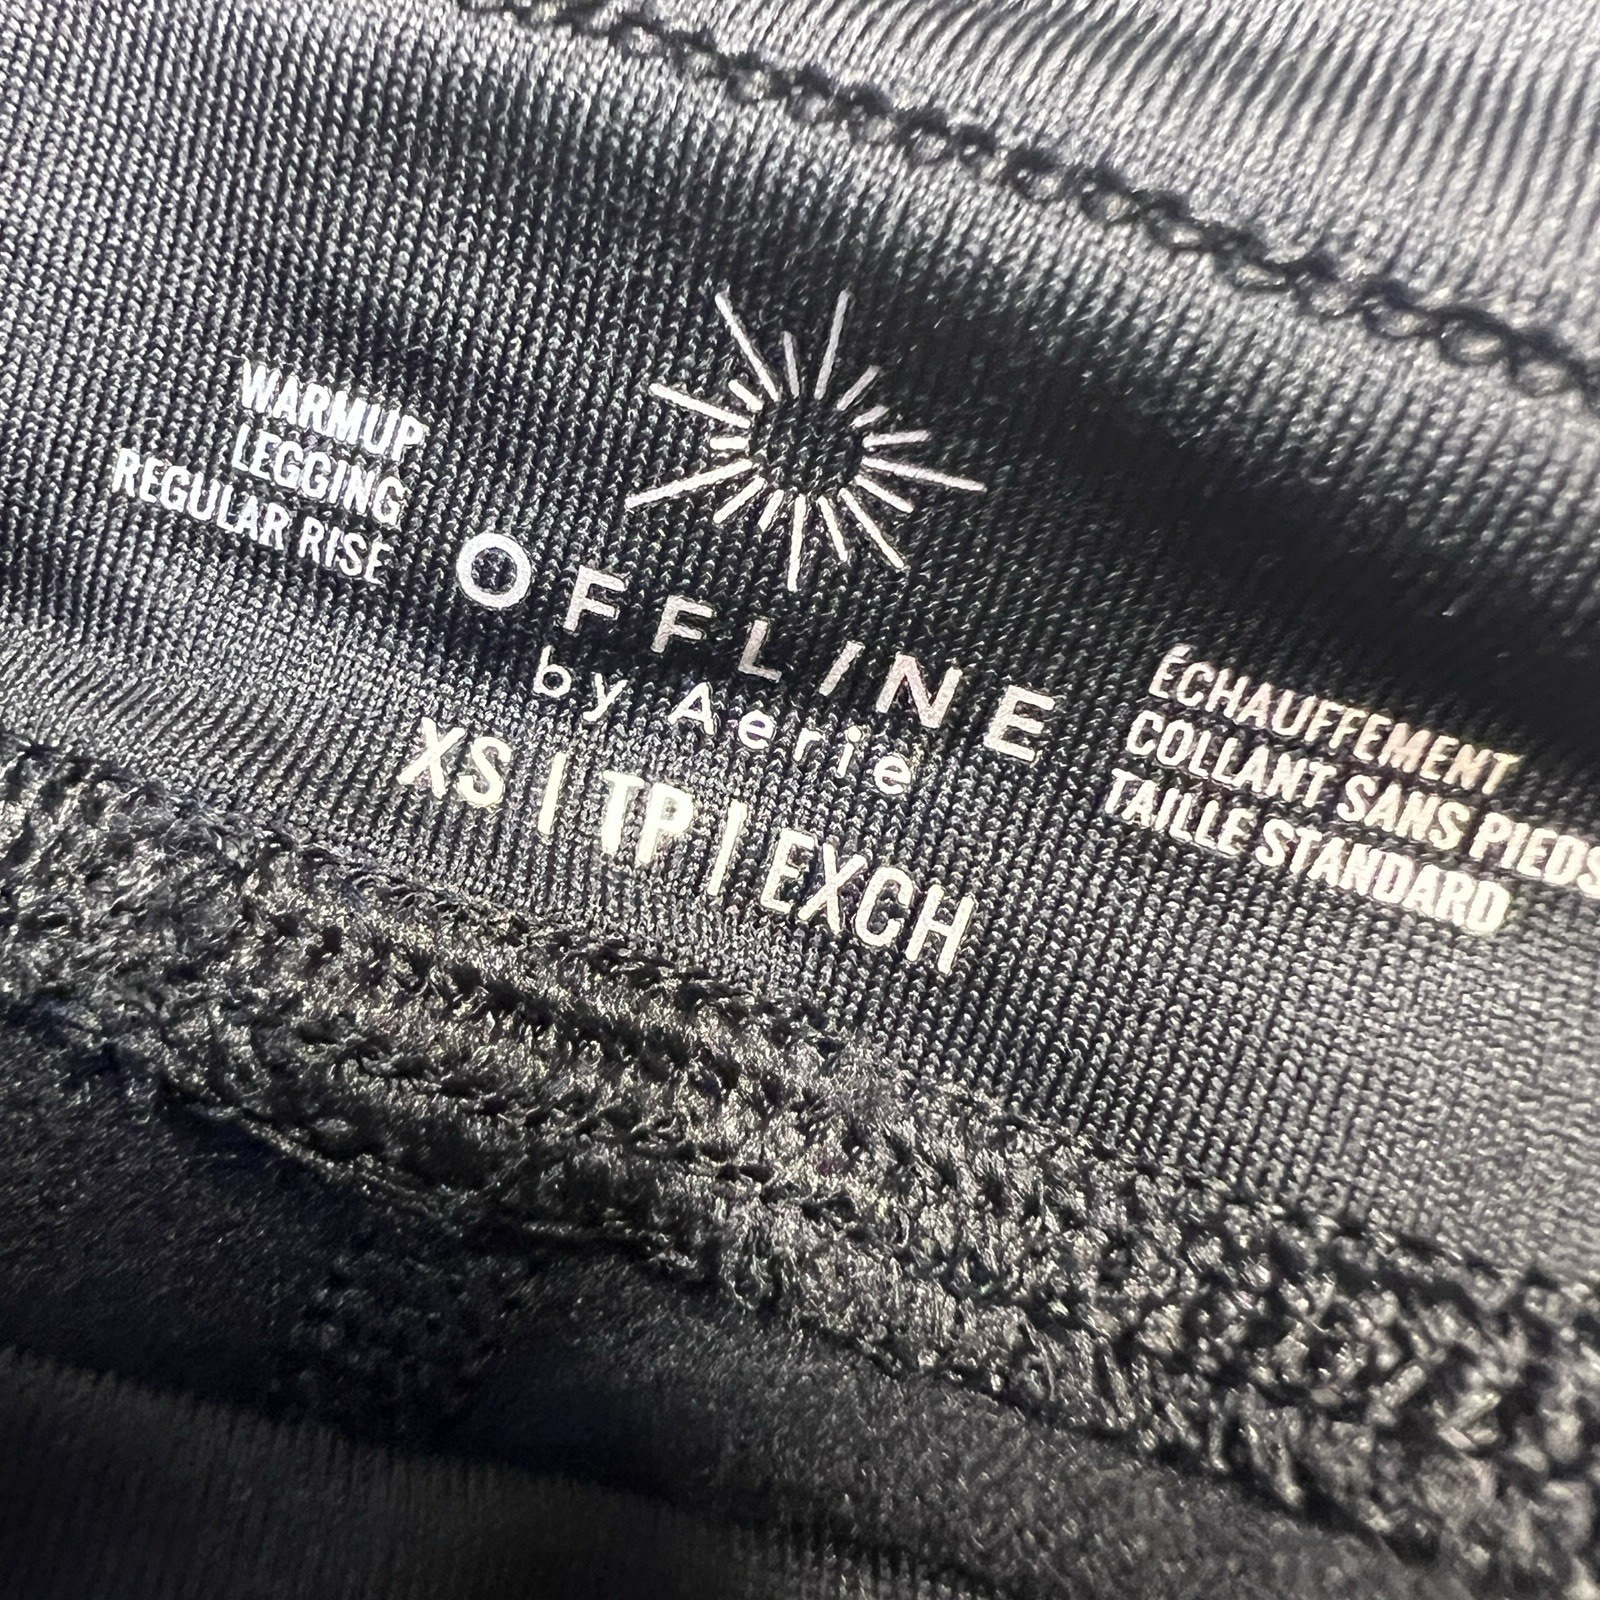 WARMUP
LEGGING
REGULAR RISE
OFFLINE
by Aerie
XS | TP | EXCH
ÉCHAUFFEMENT
COLLANT SANS PIEDS
TAILLE STANDARD